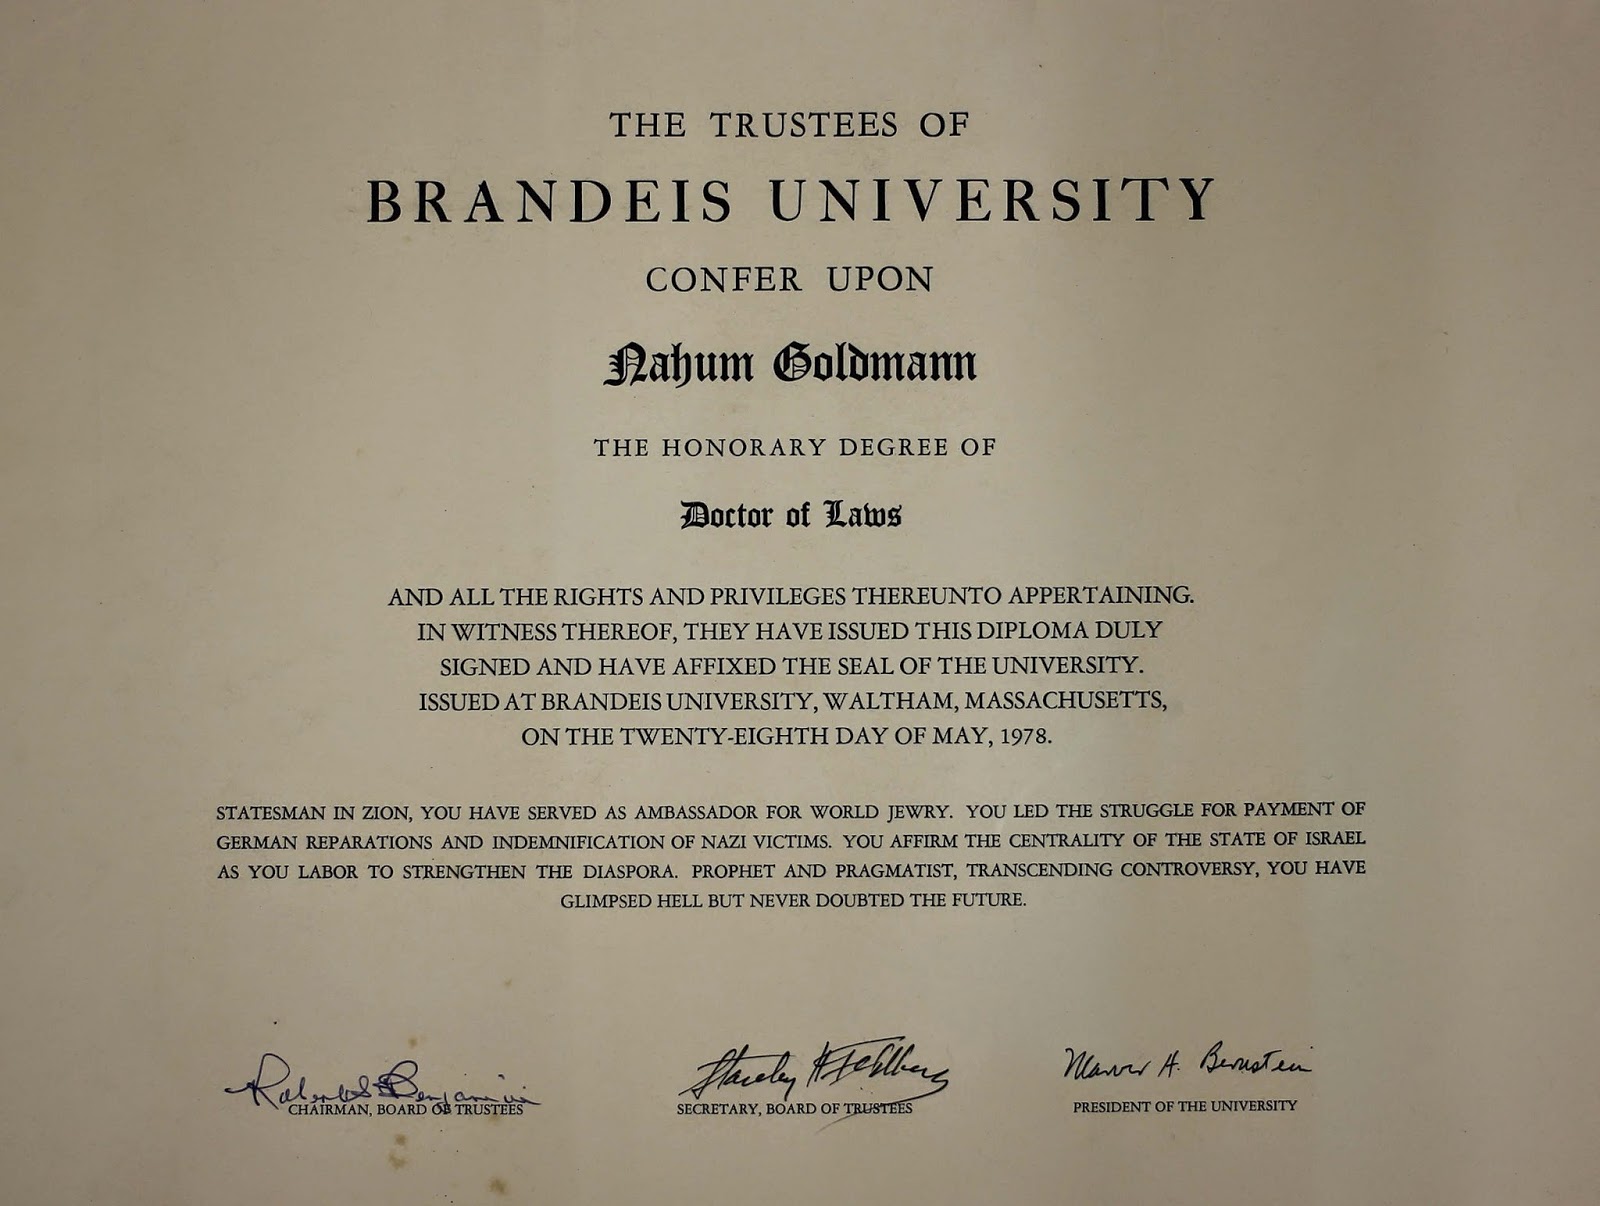 THE TRUSTEES OF
BRANDEIS UNIVERSITY
CONFER UPON
Nahum Goldmann
THE HONORARY DEGREE OF
Doctor of Laws
AND ALL THE RIGHTS AND PRIVILEGES THEREUNTO APPERTAINING.
IN WITNESS THEREOF, THEY HAVE ISSUED THIS DIPLOMA DULY
SIGNED AND HAVE AFFIXED THE SEAL OF THE UNIVERSITY.
ISSUED AT BRANDEIS UNIVERSITY, WALTHAM, MASSACHUSETTS,
ON THE TWENTY-EIGHTH DAY OF MAY, 1978.
STATESMAN IN ZION, YOU HAVE SERVED AS AMBASSADOR FOR WORLD JEWRY. YOU LED THE STRUGGLE FOR PAYMENT OF
GERMAN REPARATIONS AND INDEMNIFICATION OF NAZI VICTIMS. YOU AFFIRM THE CENTRALITY OF THE STATE OF ISRAEL
AS YOU LABOR TO STRENGTHEN THE DIASPORA. PROPHET AND PRAGMATIST, TRANSCENDING CONTROVERSY, YOU HAVE
GLIMPSED HELL BUT NEVER DOUBTED THE FUTURE.
Stanley H Feldberg
Marver H. Bernstein
Robert S Benjamin
CHAIRMAN, BOARD OF TRUSTEES
SECRETARY, BOARD OF TRUSTEES
PRESIDENT OF THE UNIVERSITY